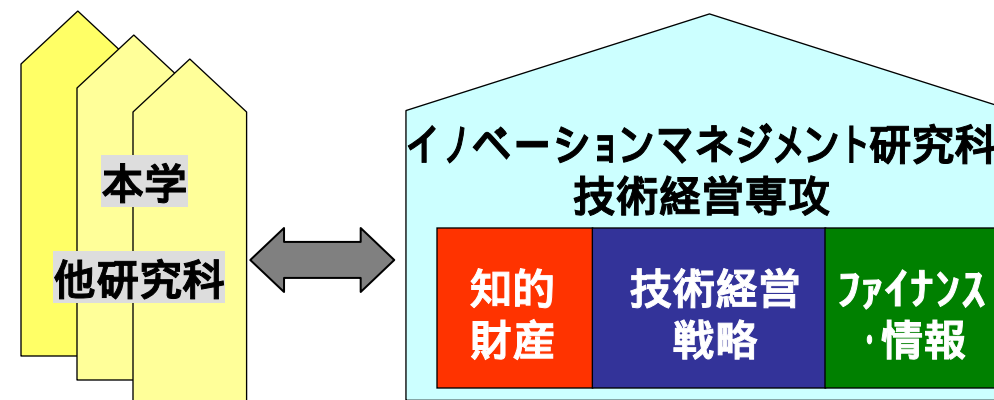 本学
他研究科
イノベーションマネジメント研究科
技術経営専攻
知的
財産
技術経営
戦略
ファイナンス
・情報